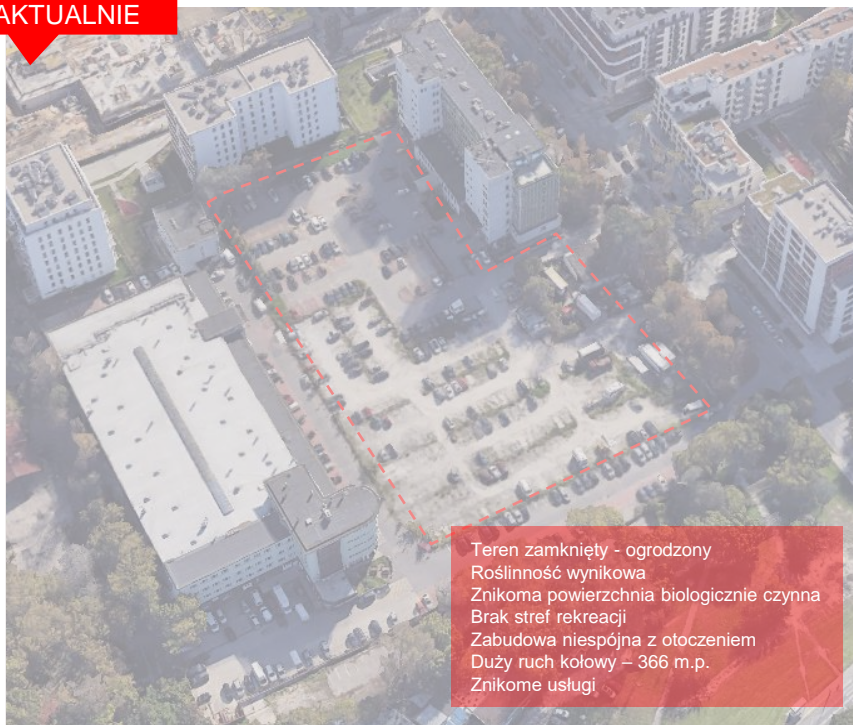 AKTUALNIE
Teren zamknięty - ogrodzony
Roślinność wynikowa
Znikoma powierzchnia biologicznie czynna
Brak stref rekreacji
Zabudowa niespójna z otoczeniem
Duży ruch kołowy – 366 m.p.
Znikome usługi